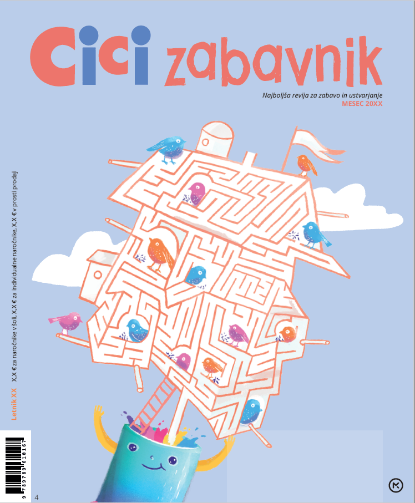 Cici zabavnik
Najboljša revija za zabavo in ustvarjanje
MESEC 20XX
Letnik XX X,X € za naročnike v šoli, X,X € za individualne naročnike, X,X € v prosti prodaji
4